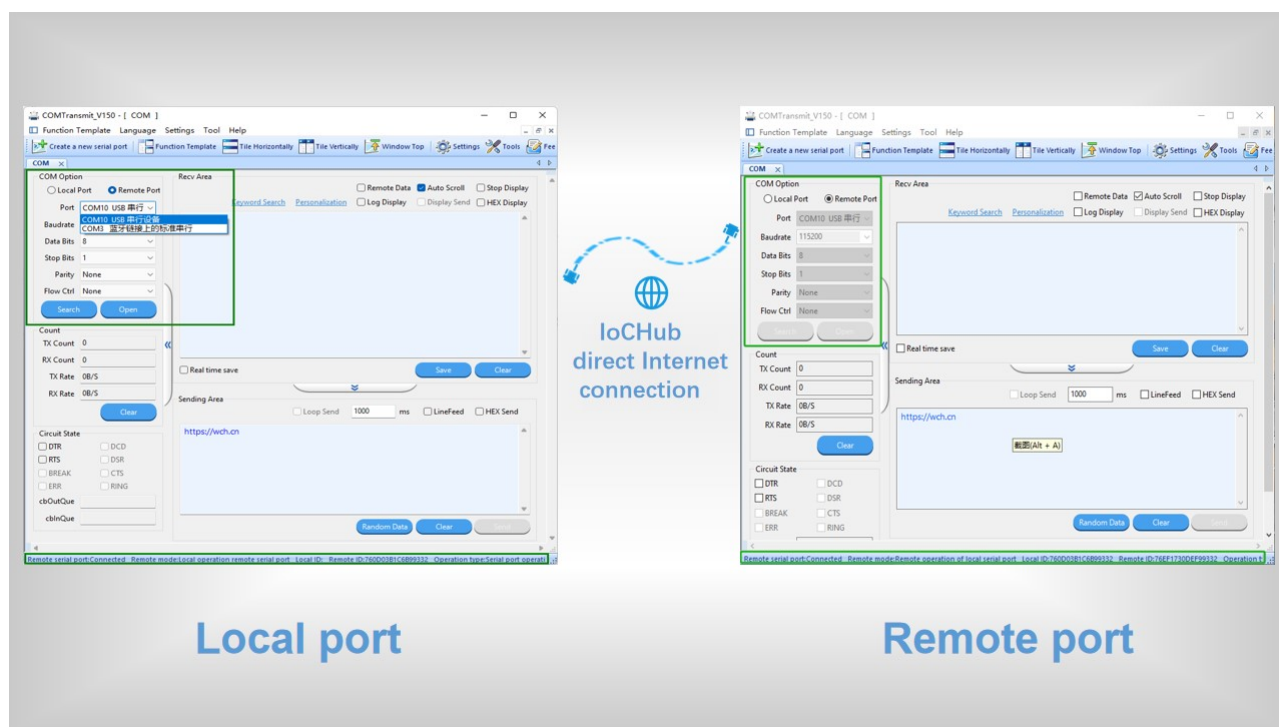 COMTransmit_V150 - [ COM ]
Function Template Language Settings Tool Help
Create a new serial port Function Template Tile Horizontally Tile Vertically Window Top Settings Tools Fee
COM
COM Option
Local Port Remote Port
Port COM10 USB 串行
COM10 USB 串行设备
COM3 蓝牙链接上的标准串行
Baudrate
Data Bits 8
Stop Bits 1
Parity None
Flow Ctrl None
Search Open
Count
TX Count 0
RX Count 0
TX Rate 0B/S
RX Rate 0B/S
Clear
Circuit State
DTR DCD
RTS DSR
BREAK CTS
ERR RING
cbOutQue
cbInQue
Recv Area
Remote Data Auto Scroll Stop Display
Keyword Search Personalization Log Display Display Send HEX Display
Real time save Save Clear
Sending Area
Loop Send 1000 ms LineFeed HEX Send
https://wch.cn
Random Data Clear Send
Remote serial port:Connected Remote mode:Local operation remote serial port Local ID: Remote ID:760D03B1C6B99332 Operation type:Serial port operati
IoCHub
direct Internet
connection
COMTransmit_V150 - [ COM ]
Function Template Language Settings Tool Help
Create a new serial port Function Template Tile Horizontally Tile Vertically Window Top Settings Tools Fee
COM
COM Option
Local Port Remote Port
Port COM10 USB 串行
Baudrate 115200
Data Bits 8
Stop Bits 1
Parity None
Flow Ctrl None
Search Open
Count
TX Count 0
RX Count 0
TX Rate 0B/S
RX Rate 0B/S
Clear
Circuit State
DTR DCD
RTS DSR
BREAK CTS
ERR RING
Recv Area
Remote Data Auto Scroll Stop Display
Keyword Search Personalization Log Display Display Send HEX Display
Real time save Save Clear
Sending Area
Loop Send 1000 ms LineFeed HEX Send
https://wch.cn
截图(Alt + A)
Random Data Clear Send
Remote serial port:Connected Remote mode:Remote operation of local serial port Local ID:760D03B1C6B99332 Remote ID:76EF1730DEF99332 Operation t
Local port
Remote port